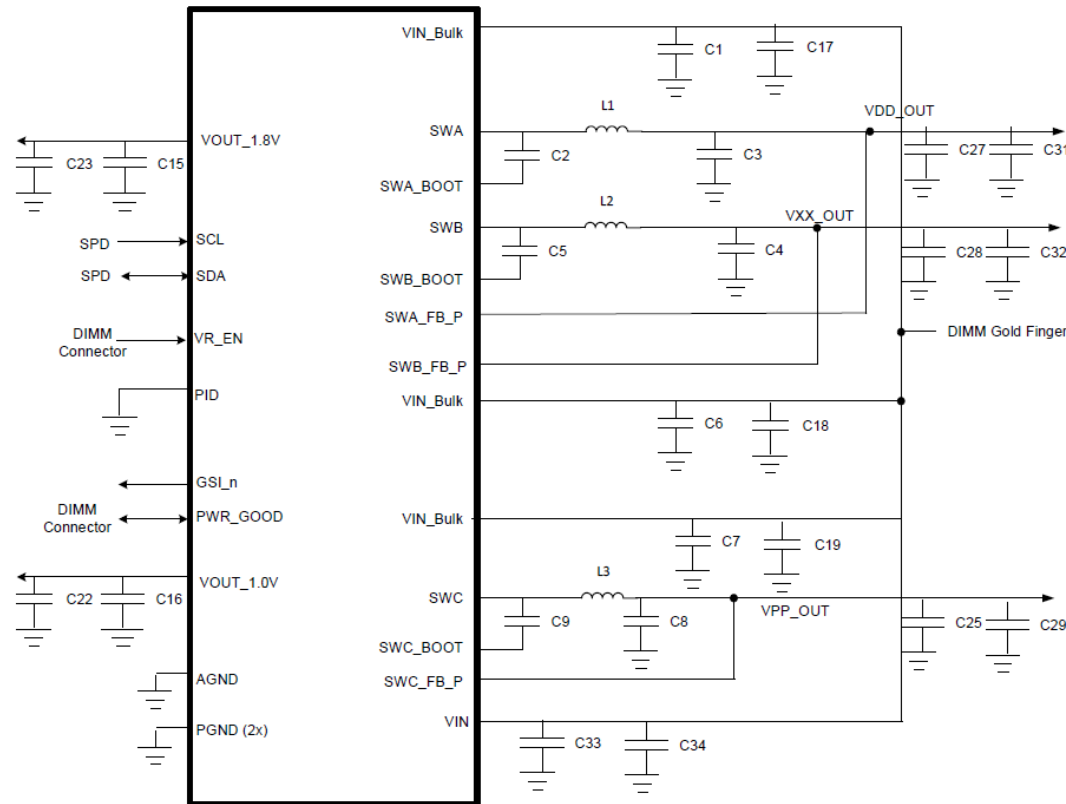 VIN_Bulk
C1
C17
L1
VDD_OUT
SWA
VOUT_1.8V
C23
C15
C2
C3
C27
C31
SWA_BOOT
L2
VXX_OUT
SWB
SPD
SCL
C5
C4
C28
C32
SPD
SDA
SWB_BOOT
SWA_FB_P
DIMM
Connector
VR_EN
DIMM Gold Finger
SWB_FB_P
PID
VIN_Bulk
C6
C18
GSI_n
DIMM
Connector
PWR_GOOD
VIN_Bulk
C7
C19
L3
VOUT_1.0V
C22
C16
SWC
VPP_OUT
C9
C8
C25
C29
SWC_BOOT
AGND
SWC_FB_P
PGND (2x)
VIN
C33
C34